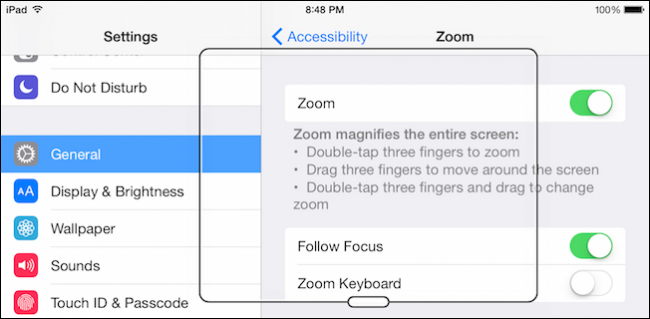 iPad 8:48 PM 100%
Settings
Accessibility Zoom
Do Not Disturb
General
Display & Brightness
Wallpaper
Sounds
Touch ID & Passcode
Zoom
Zoom magnifies the entire screen:
• Double-tap three fingers to zoom
• Drag three fingers to move around the screen
• Double-tap three fingers and drag to change
zoom
Follow Focus
Zoom Keyboard